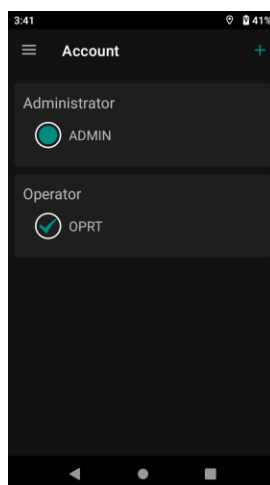 3:41
41%
Account
+
Administrator
ADMIN
Operator
OPRT